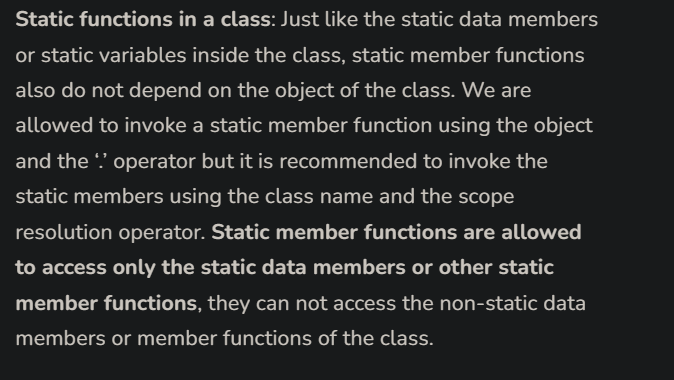 Static functions in a class: Just like the static data members
or static variables inside the class, static member functions
also do not depend on the object of the class. We are
allowed to invoke a static member function using the object
and the ‘.’ operator but it is recommended to invoke the
static members using the class name and the scope
resolution operator. Static member functions are allowed
to access only the static data members or other static
member functions, they can not access the non-static data
members or member functions of the class.